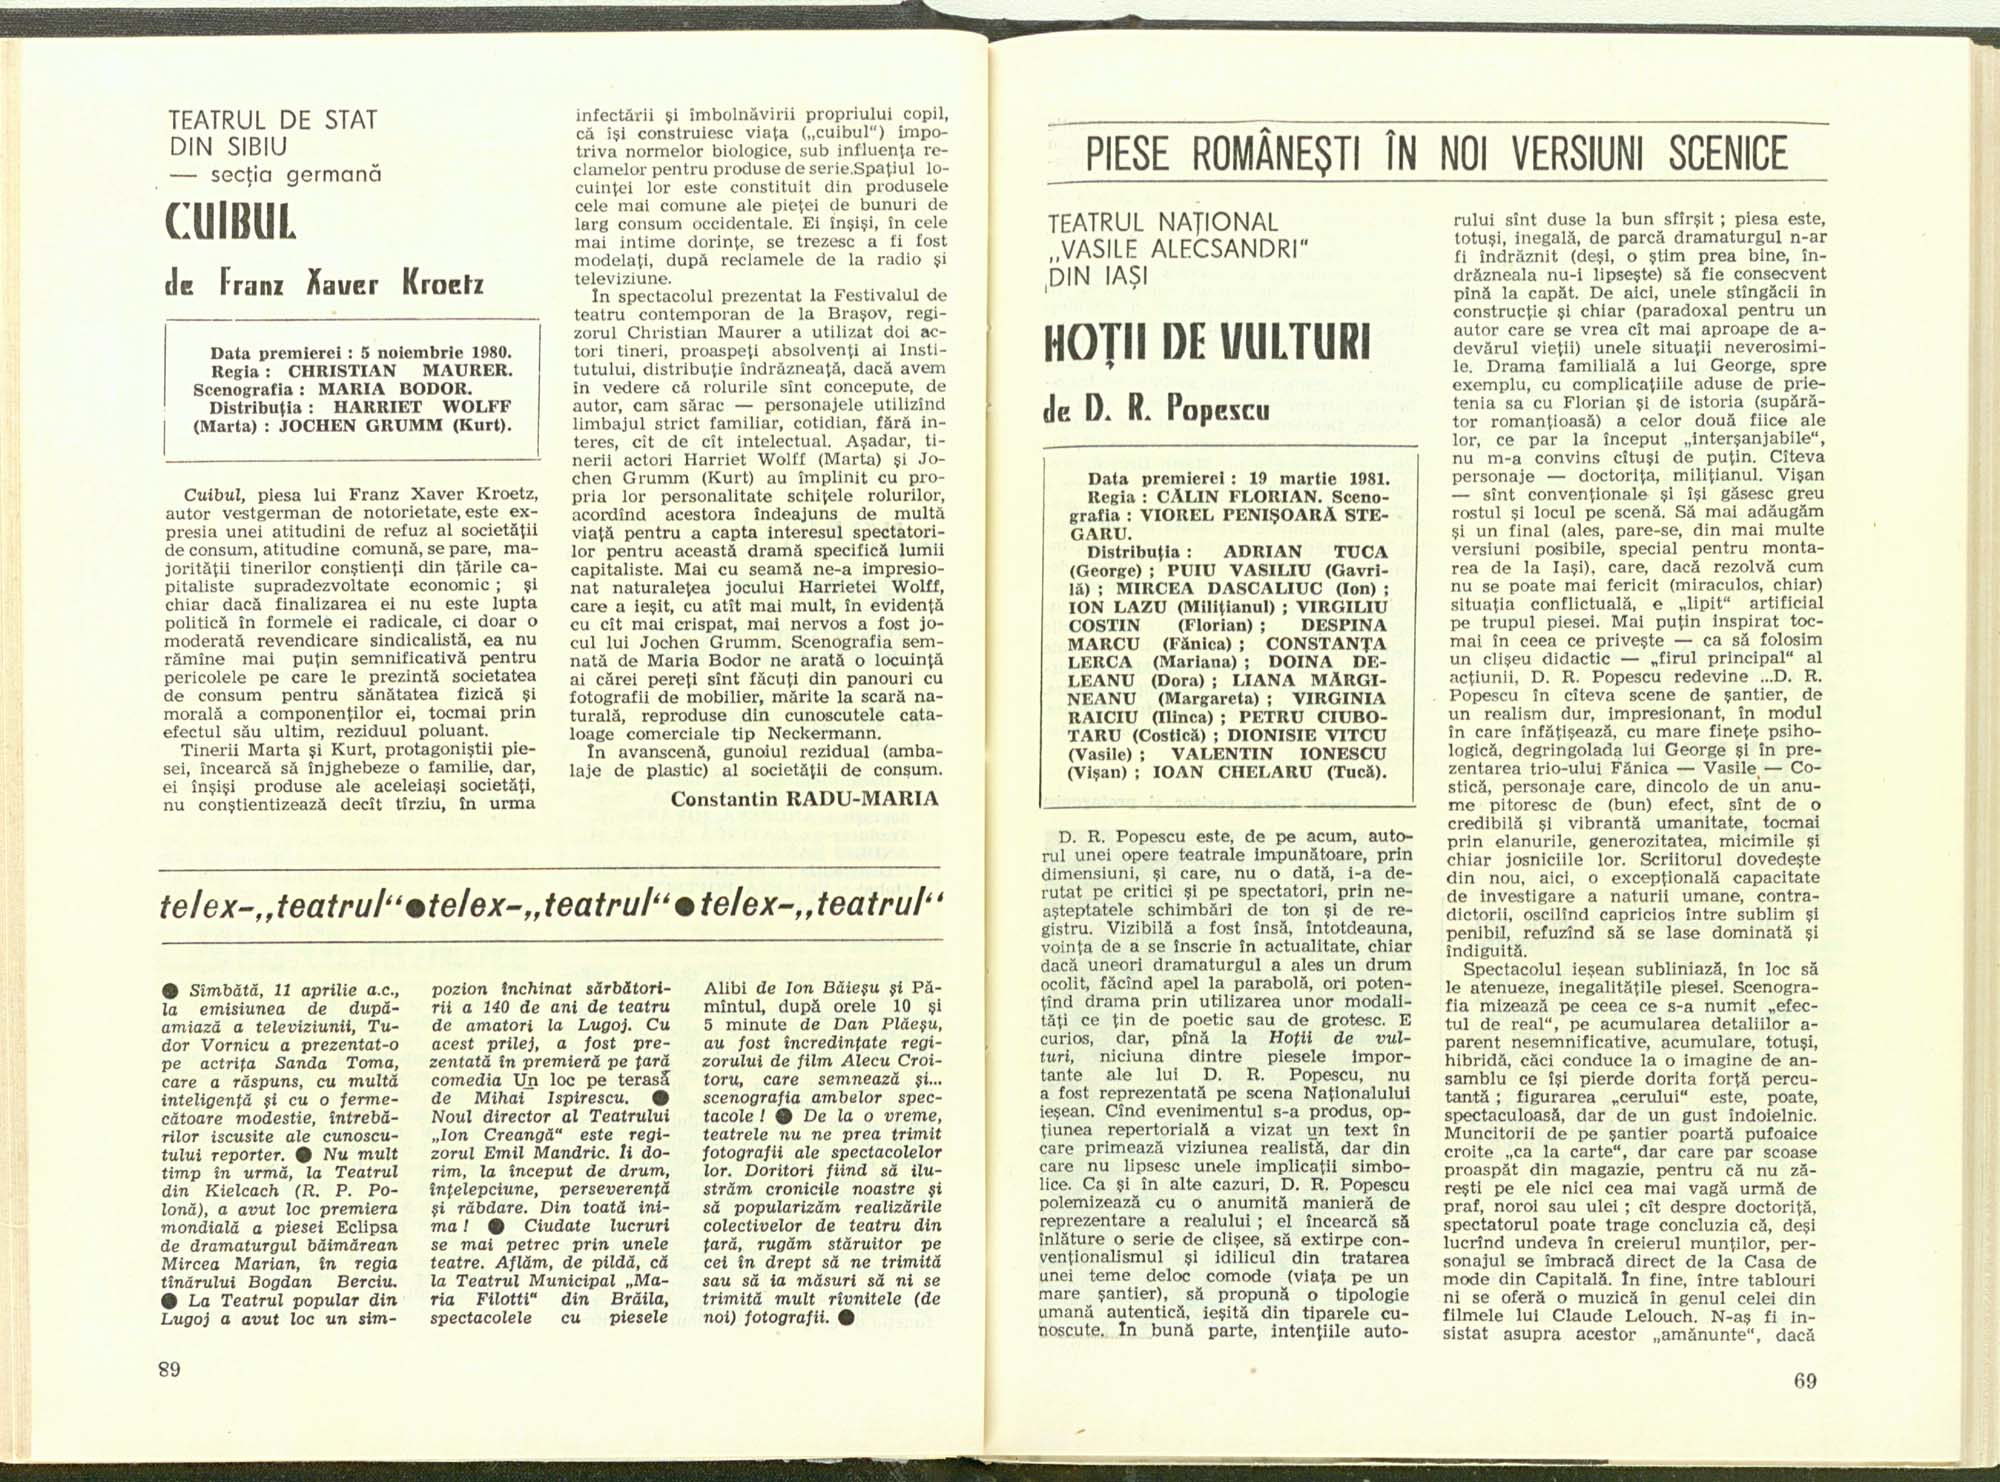 TEATRUL DE STAT
DIN SIBIU
— secția germană
CUIBUL
de Franz Xaver Kroetz
Data premierei : 5 noiembrie 1980.
Regia : CHRISTIAN MAURER.
Scenografia : MARIA BODOR.
Distribuția : HARRIET WOLFF
(Marta) ; JOCHEN GRUMM (Kurt).
Cuibul, piesa lui Franz Xaver Kroetz,
autor vestgerman de notorietate, este ex-
presia unei atitudini de refuz al societății
de consum, atitudine comună, se pare, ma-
jorității tinerilor conștienți din țările ca-
pitaliste supradezvoltate economic ; și
chiar dacă finalizarea ei nu este lupta
politică în formele ei radicale, ci doar o
moderată revendicare sindicalistă, ea nu
rămîne mai puțin semnificativă pentru
pericolele pe care le prezintă societatea
de consum pentru sănătatea fizică și
morală a componenților ei, tocmai prin
efectul său ultim, reziduul poluant.
Tinerii Marta și Kurt, protagoniștii pie-
sei, încearcă să înjghebeze o familie, dar,
ei înșiși produse ale aceleiași societăți,
nu conștientizează decît tîrziu, în urma
infectării și îmbolnăvirii propriului copil,
că își construiesc viața („cuibul“) împo-
triva normelor biologice, sub influența re-
clamelor pentru produse de serie.Spațiul lo-
cuinței lor este constituit din produsele
cele mai comune ale pieței de bunuri de
larg consum occidentale. Ei înșiși, în cele
mai intime dorințe, se trezesc a fi fost
modelați, după reclamele de la radio și
televiziune.
În spectacolul prezentat la Festivalul de
teatru contemporan de la Brașov, regi-
zorul Christian Maurer a utilizat doi ac-
tori tineri, proaspeți absolvenți ai Insti-
tutului, distribuție îndrăzneață, dacă avem
în vedere că rolurile sînt concepute, de
autor, cam sărac — personajele utilizînd
limbajul strict familiar, cotidian, fără in-
teres, cît de cît intelectual. Așadar, ti-
nerii actori Harriet Wolff (Marta) și Jo-
chen Grumm (Kurt) au împlinit cu pro-
pria lor personalitate schițele rolurilor,
acordînd acestora îndeajuns de multă
viață pentru a capta interesul spectatori-
lor pentru această dramă specifică lumii
capitaliste. Mai cu seamă ne-a impresio-
nat naturalețea jocului Harrietei Wolff,
care a ieșit, cu atît mai mult, în evidență
cu cît mai crispat, mai nervos a fost jo-
cul lui Jochen Grumm. Scenografia sem-
nată de Maria Bodor ne arată o locuință
ai cărei pereți sînt făcuți din panouri cu
fotografii de mobilier, mărite la scară na-
turală, reproduse din cunoscutele cata-
loage comerciale tip Neckermann.
În avanscenă, gunoiul rezidual (amba-
laje de plastic) al societății de consum.
Constantin RADU-MARIA
telex-„teatrul“●telex-„teatrul“●telex-„teatrul“
● Sîmbătă, 11 aprilie a.c.,
la emisiunea de după-
amiază a televiziunii, Tu-
dor Vornicu a prezentat-o
pe actrița Sanda Toma,
care a răspuns, cu multă
inteligență și cu o ferme-
cătoare modestie, întrebă-
rilor iscusite ale cunoscu-
tului reporter. ● Nu mult
timp în urmă, la Teatrul
din Kielcach (R. P. Po-
lonă), a avut loc premiera
mondială a piesei Eclipsa
de dramaturgul băimărean
Mircea Marian, în regia
tînărului Bogdan Berciu.
● La Teatrul popular din
Lugoj a avut loc un sim-
pozion închinat sărbători-
rii a 140 de ani de teatru
de amatori la Lugoj. Cu
acest prilej, a fost pre-
zentată în premieră pe țară
comedia Un loc pe terasă
de Mihai Ispirescu. ●
Noul director al Teatrului
„Ion Creangă“ este regi-
zorul Emil Mandric. Îi do-
rim, la început de drum,
înțelepciune, perseverență
și răbdare. Din toată ini-
ma ! ● Ciudate lucruri
se mai petrec prin unele
teatre. Aflăm, de pildă, că
la Teatrul Municipal „Ma-
ria Filotti“ din Brăila,
spectacolele cu piesele
Alibi de Ion Băieșu și Pă-
mîntul, după orele 10 și
5 minute de Dan Plăeșu,
au fost încredințate regi-
zorului de film Alecu Croi-
toru, care semnează și...
scenografia ambelor spec-
tacole ! ● De la o vreme,
teatrele nu ne prea trimit
fotografii ale spectacolelor
lor. Doritori fiind să ilu-
străm cronicile noastre și
să popularizăm realizările
colectivelor de teatru din
țară, rugăm stăruitor pe
cei în drept să ne trimită
sau să ia măsuri să ni se
trimită mult rîvnitele (de
noi) fotografii. ●
89
PIESE ROMÂNEȘTI ÎN NOI VERSIUNI SCENICE
TEATRUL NAȚIONAL
„VASILE ALECSANDRI“
DIN IAȘI
HOȚII DE VULTURI
de D. R. Popescu
Data premierei : 19 martie 1981.
Regia : CĂLIN FLORIAN. Sceno-
grafia : VIOREL PENIȘOARĂ STE-
GARU.
Distribuția : ADRIAN TUCA
(George) ; PUIU VASILIU (Gavri-
lă) ; MIRCEA DASCALIUC (Ion) ;
ION LAZU (Milițianul) ; VIRGILIU
COSTIN (Florian) ; DESPINA
MARCU (Fănica) ; CONSTANȚA
LERCA (Mariana) ; DOINA DE-
LEANU (Dora) ; LIANA MĂRGI-
NEANU (Margareta) ; VIRGINIA
RAICIU (Ilinca) ; PETRU CIUBO-
TARU (Costică) ; DIONISIE VITCU
(Vasile) ; VALENTIN IONESCU
(Vișan) ; IOAN CHELARU (Tucă).
D. R. Popescu este, de pe acum, auto-
rul unei opere teatrale impunătoare, prin
dimensiuni, și care, nu o dată, i-a de-
rutat pe critici și pe spectatori, prin ne-
așteptatele schimbări de ton și de re-
gistru. Vizibilă a fost însă, întotdeauna,
voința de a se înscrie în actualitate, chiar
dacă uneori dramaturgul a ales un drum
ocolit, făcînd apel la parabolă, ori poten-
țînd drama prin utilizarea unor modali-
tăți ce țin de poetic sau de grotesc. E
curios, dar, pînă la Hoții de vul-
turi, niciuna dintre piesele impor-
tante ale lui D. R. Popescu, nu
a fost reprezentată pe scena Naționalului
ieșean. Cînd evenimentul s-a produs, op-
țiunea repertorială a vizat un text în
care primează viziunea realistă, dar din
care nu lipsesc unele implicații simbo-
lice. Ca și în alte cazuri, D. R. Popescu
polemizează cu o anumită manieră de
reprezentare a realului ; el încearcă să
înlăture o serie de clișee, să extirpe con-
venționalismul și idilicul din tratarea
unei teme deloc comode (viața pe un
mare șantier), să propună o tipologie
umană autentică, ieșită din tiparele cu-
noscute. În bună parte, intențiile auto-
rului sînt duse la bun sfîrșit ; piesa este,
totuși, inegală, de parcă dramaturgul n-ar
fi îndrăznit (deși, o știm prea bine, în-
drăzneala nu-i lipsește) să fie consecvent
pînă la capăt. De aici, unele stîngăcii în
construcție și chiar (paradoxal pentru un
autor care se vrea cît mai aproape de a-
devărul vieții) unele situații neverosimi-
le. Drama familială a lui George, spre
exemplu, cu complicațiile aduse de prie-
tenia sa cu Florian și de istoria (supără-
tor romanțioasă) a celor două fiice ale
lor, ce par la început „interșanjabile“,
nu m-a convins cîtuși de puțin. Cîteva
personaje — doctorița, milițianul. Vișan
— sînt convenționale și își găsesc greu
rostul și locul pe scenă. Să mai adăugăm
și un final (ales, pare-se, din mai multe
versiuni posibile, special pentru monta-
rea de la Iași), care, dacă rezolvă cum
nu se poate mai fericit (miraculos, chiar)
situația conflictuală, e „lipit“ artificial
pe trupul piesei. Mai puțin inspirat toc-
mai în ceea ce privește — ca să folosim
un clișeu didactic — „firul principal“ al
acțiunii, D. R. Popescu redevine ...D. R.
Popescu în cîteva scene de șantier, de
un realism dur, impresionant, în modul
în care înfățișează, cu mare finețe psiho-
logică, degringolada lui George și în pre-
zentarea trio-ului Fănica — Vasile — Co-
stică, personaje care, dincolo de un anu-
me pitoresc de (bun) efect, sînt de o
credibilă și vibrantă umanitate, tocmai
prin elanurile, generozitatea, micimile și
chiar josniciile lor. Scriitorul dovedește
din nou, aici, o excepțională capacitate
de investigare a naturii umane, contra-
dictorii, oscilînd capricios între sublim și
penibil, refuzînd să se lase dominată și
îndiguită.
Spectacolul ieșean subliniază, în loc să
le atenueze, inegalitățile piesei. Scenogra-
fia mizează pe ceea ce s-a numit „efec-
tul de real“, pe acumularea detaliilor a-
parent nesemnificative, acumulare, totuși,
hibridă, căci conduce la o imagine de an-
samblu ce își pierde dorita forță percu-
tantă ; figurarea „cerului“ este, poate,
spectaculoasă, dar de un gust îndoielnic.
Muncitorii de pe șantier poartă pufoaice
croite „ca la carte“, dar care par scoase
proaspăt din magazie, pentru că nu ză-
rești pe ele nici cea mai vagă urmă de
praf, noroi sau ulei ; cît despre doctoriță,
spectatorul poate trage concluzia că, deși
lucrînd undeva în creierul munților, per-
sonajul se îmbracă direct de la Casa de
mode din Capitală. În fine, între tablouri
ni se oferă o muzică în genul celei din
filmele lui Claude Lelouch. N-aș fi in-
sistat asupra acestor „amănunte“, dacă
69